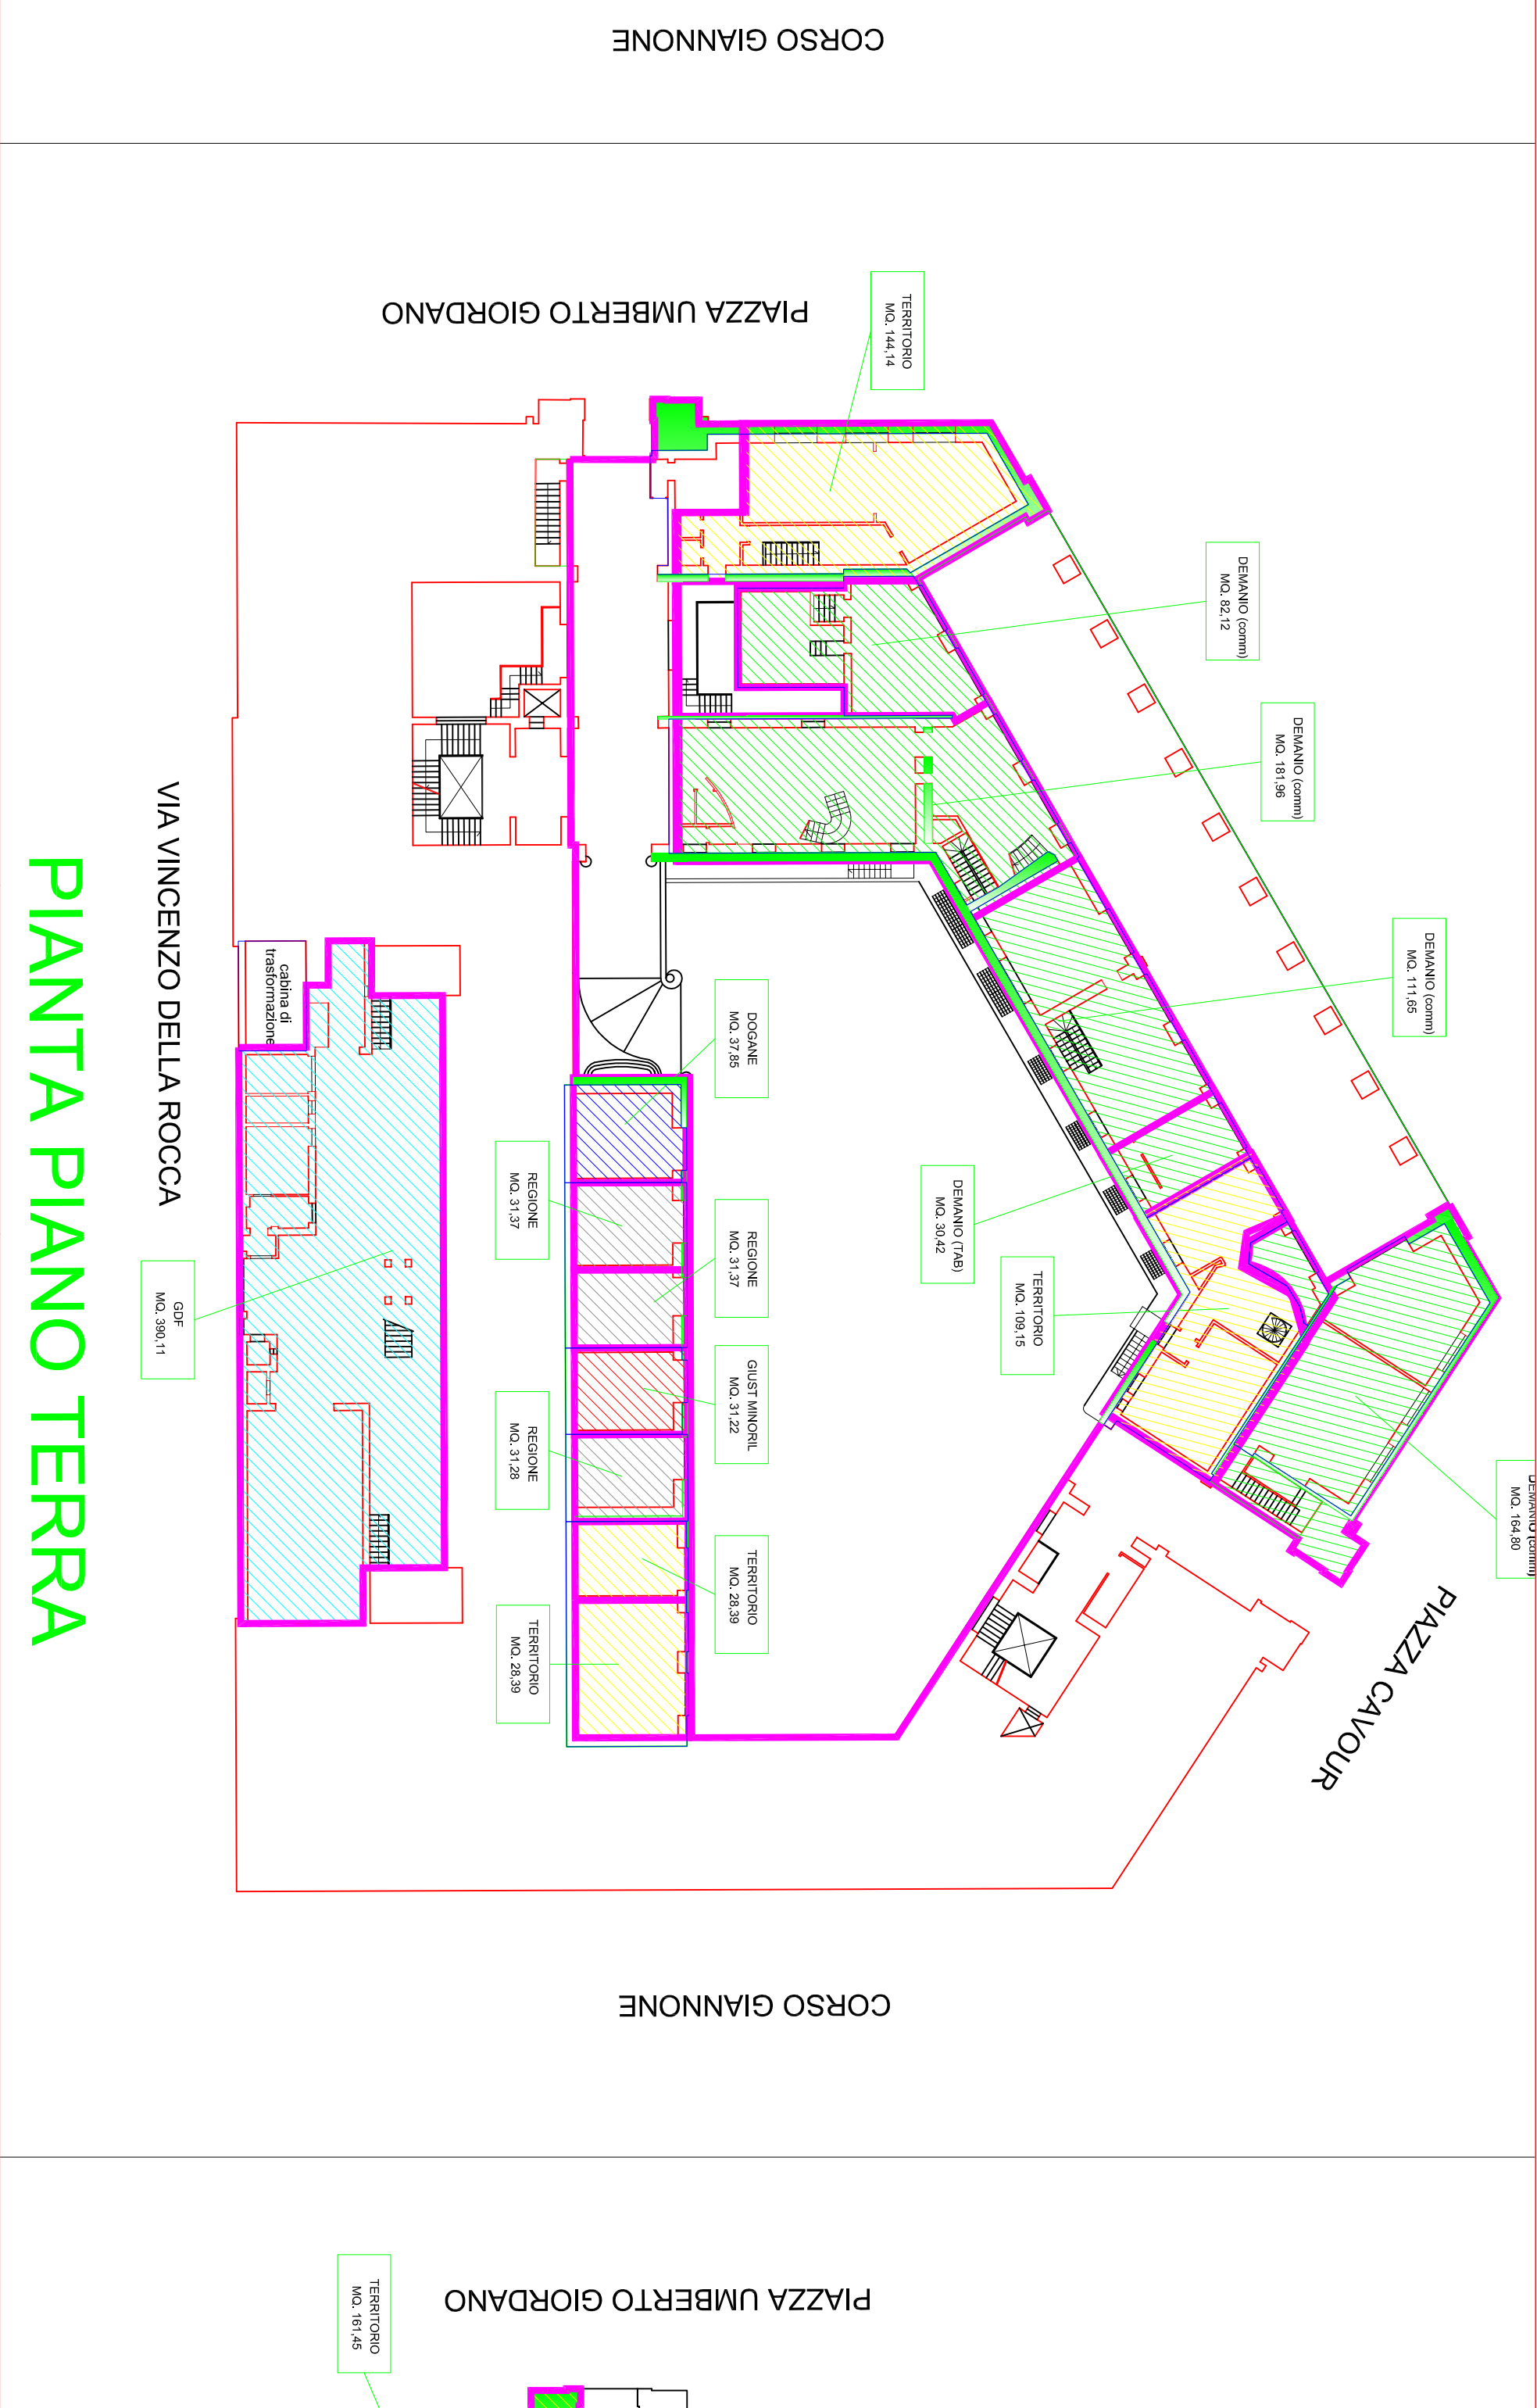 CORSO GIANNONE
PIAZZA UMBERTO GIORDANO
TERRITORIO
MQ. 144,14
DEMANIO (comm)
MQ. 82,12
DEMANIO (comm)
MQ. 181,96
DEMANIO (comm)
MQ. 111,65
DEMANIO (comm)
MQ. 164,80
DOGANE
MQ. 37,85
REGIONE
MQ. 31,37
REGIONE
MQ. 31,37
DEMANIO (TAB)
MQ. 30,42
TERRITORIO
MQ. 109,15
GIUST MINORIL
MQ. 31,22
REGIONE
MQ. 31,28
TERRITORIO
MQ. 28,39
TERRITORIO
MQ. 28,39
cabina di
trasformazione
GDF
MQ. 390,11
VIA VINCENZO DELLA ROCCA
PIANTA PIANO TERRA
PIAZZA CAVOUR
CORSO GIANNONE
PIAZZA UMBERTO GIORDANO
TERRITORIO
MQ. 161,45